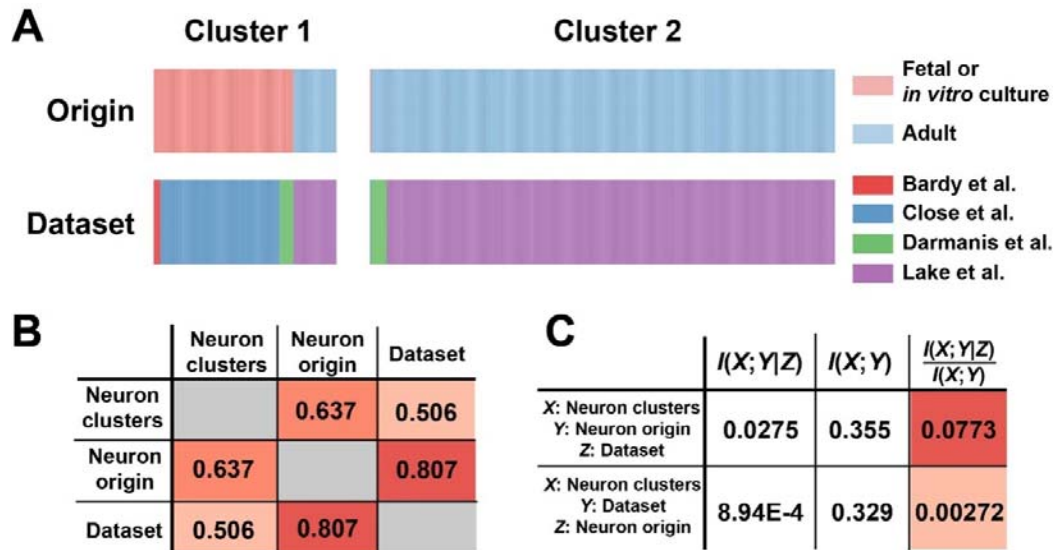 A
Cluster 1
Cluster 2
Origin
Fetal or
in vitro culture
Adult
Dataset
Bardy et al.
Close et al.
Darmanis et al.
Lake et al.
B
Neuron
clusters
Neuron
origin
Dataset
Neuron
clusters
0.637
0.506
Neuron
origin
0.637
0.807
Dataset
0.506
0.807
C
I(X;Y|Z)
I(X;Y)
I(X;Y|Z)
I(X;Y)
X: Neuron clusters
Y: Neuron origin
Z: Dataset
0.0275
0.355
0.0773
X: Neuron clusters
Y: Dataset
Z: Neuron origin
8.94E-4
0.329
0.00272